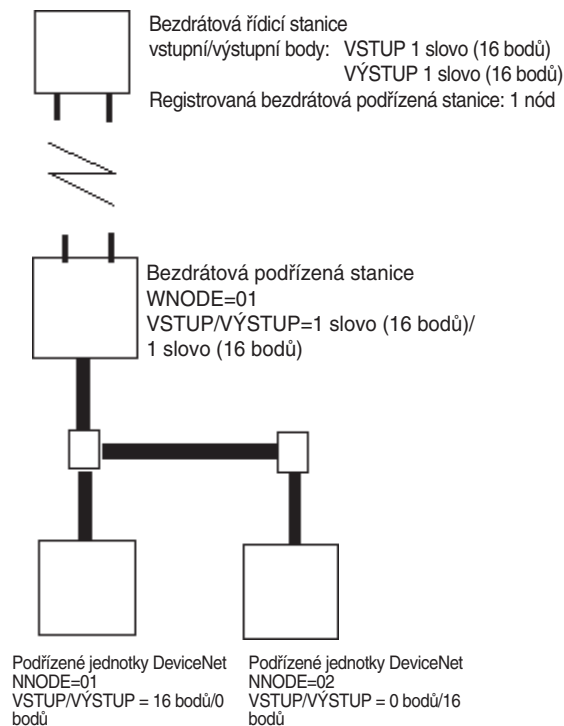 Bezdrátová řídicí stanice
vstupní/výstupní body: VSTUP 1 slovo (16 bodů)
VÝSTUP 1 slovo (16 bodů)
Registrovaná bezdrátová podřízená stanice: 1 nód
Bezdrátová podřízená stanice
WNODE=01
VSTUP/VÝSTUP=1 slovo (16 bodů)/
1 slovo (16 bodů)
Podřízené jednotky DeviceNet
NNODE=01
VSTUP/VÝSTUP = 16 bodů/0
bodů
Podřízené jednotky DeviceNet
NNODE=02
VSTUP/VÝSTUP = 0 bodů/16
bodů